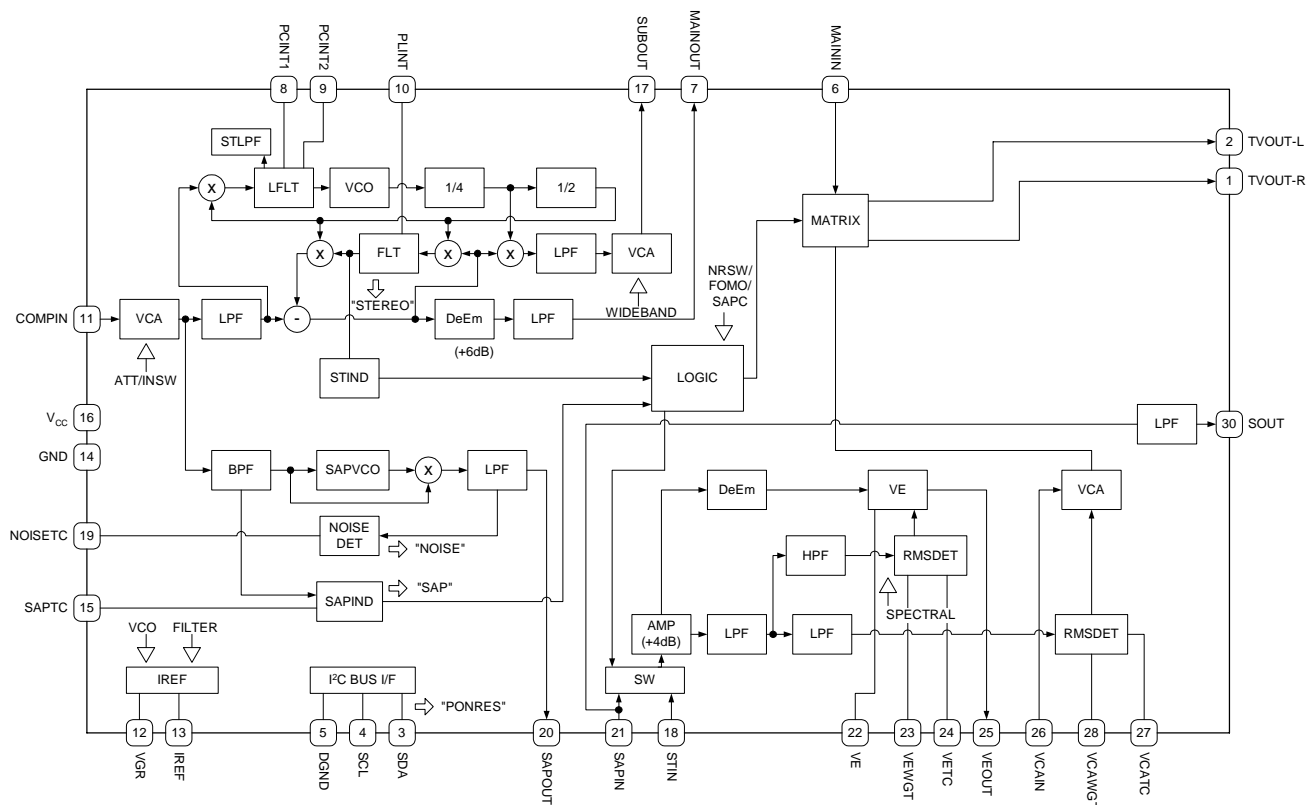 PCINT1
PCINT2
PLINT
SUBOUT
MAINOUT
MAININ
8
9
10
17
7
6
STLPF
2
TVOUT-L
X
LFLT
VCO
1/4
1/2
1
TVOUT-R
MATRIX
X
FLT
X
X
LPF
VCA
"STEREO"
WIDEBAND
NRSW/
FOMO/
SAPC
COMPIN
11
VCA
LPF
-
DeEm
LPF
(+6dB)
ATT/INSW
STIND
LOGIC
VCC
16
LPF
30
SOUT
GND
14
BPF
SAPVCO
X
LPF
DeEm
VE
VCA
NOISETC
19
NOISE
DET
"NOISE"
HPF
RMSDET
SAPTC
15
SAPIND
"SAP"
SPECTRAL
VCO
FILTER
AMP
(+4dB)
LPF
LPF
RMSDET
IREF
I²C BUS I/F
"PONRES"
SW
12
13
5
4
3
20
21
18
22
23
24
25
26
28
27
VGR
IREF
DGND
SCL
SDA
SAPOUT
SAPIN
STIN
VE
VEWGT
VETC
VEOUT
VCAIN
VCAWGT
VCATC